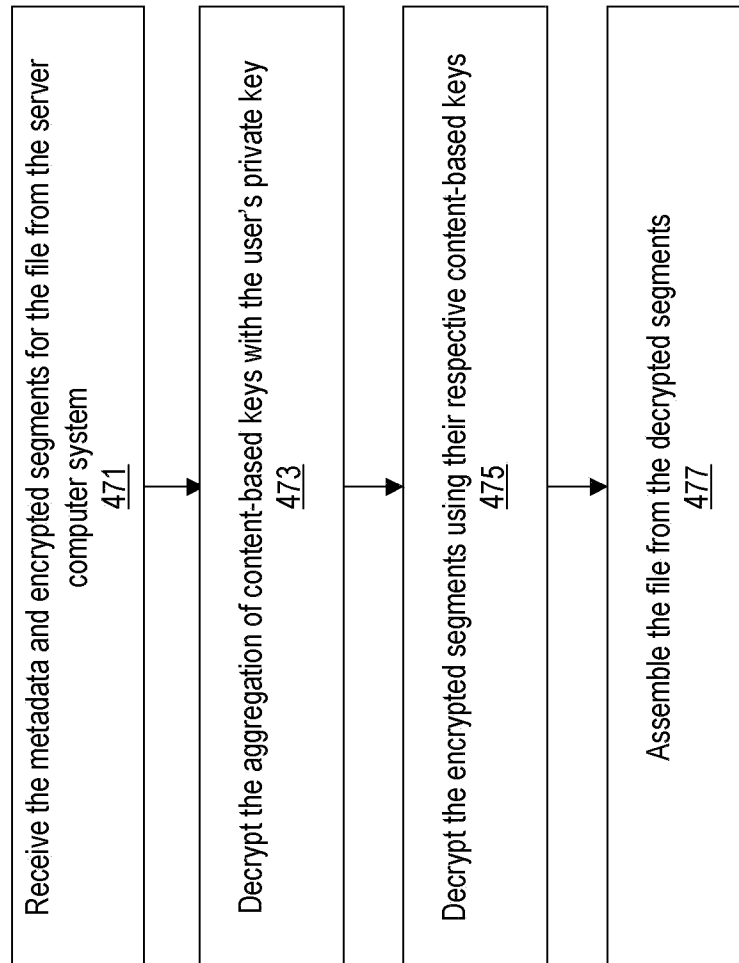 Receive the metadata and encrypted segments for the file from the server
computer system
471
Decrypt the aggregation of content-based keys with the user's private key
473
Decrypt the encrypted segments using their respective content-based keys
475
Assemble the file from the decrypted segments
477